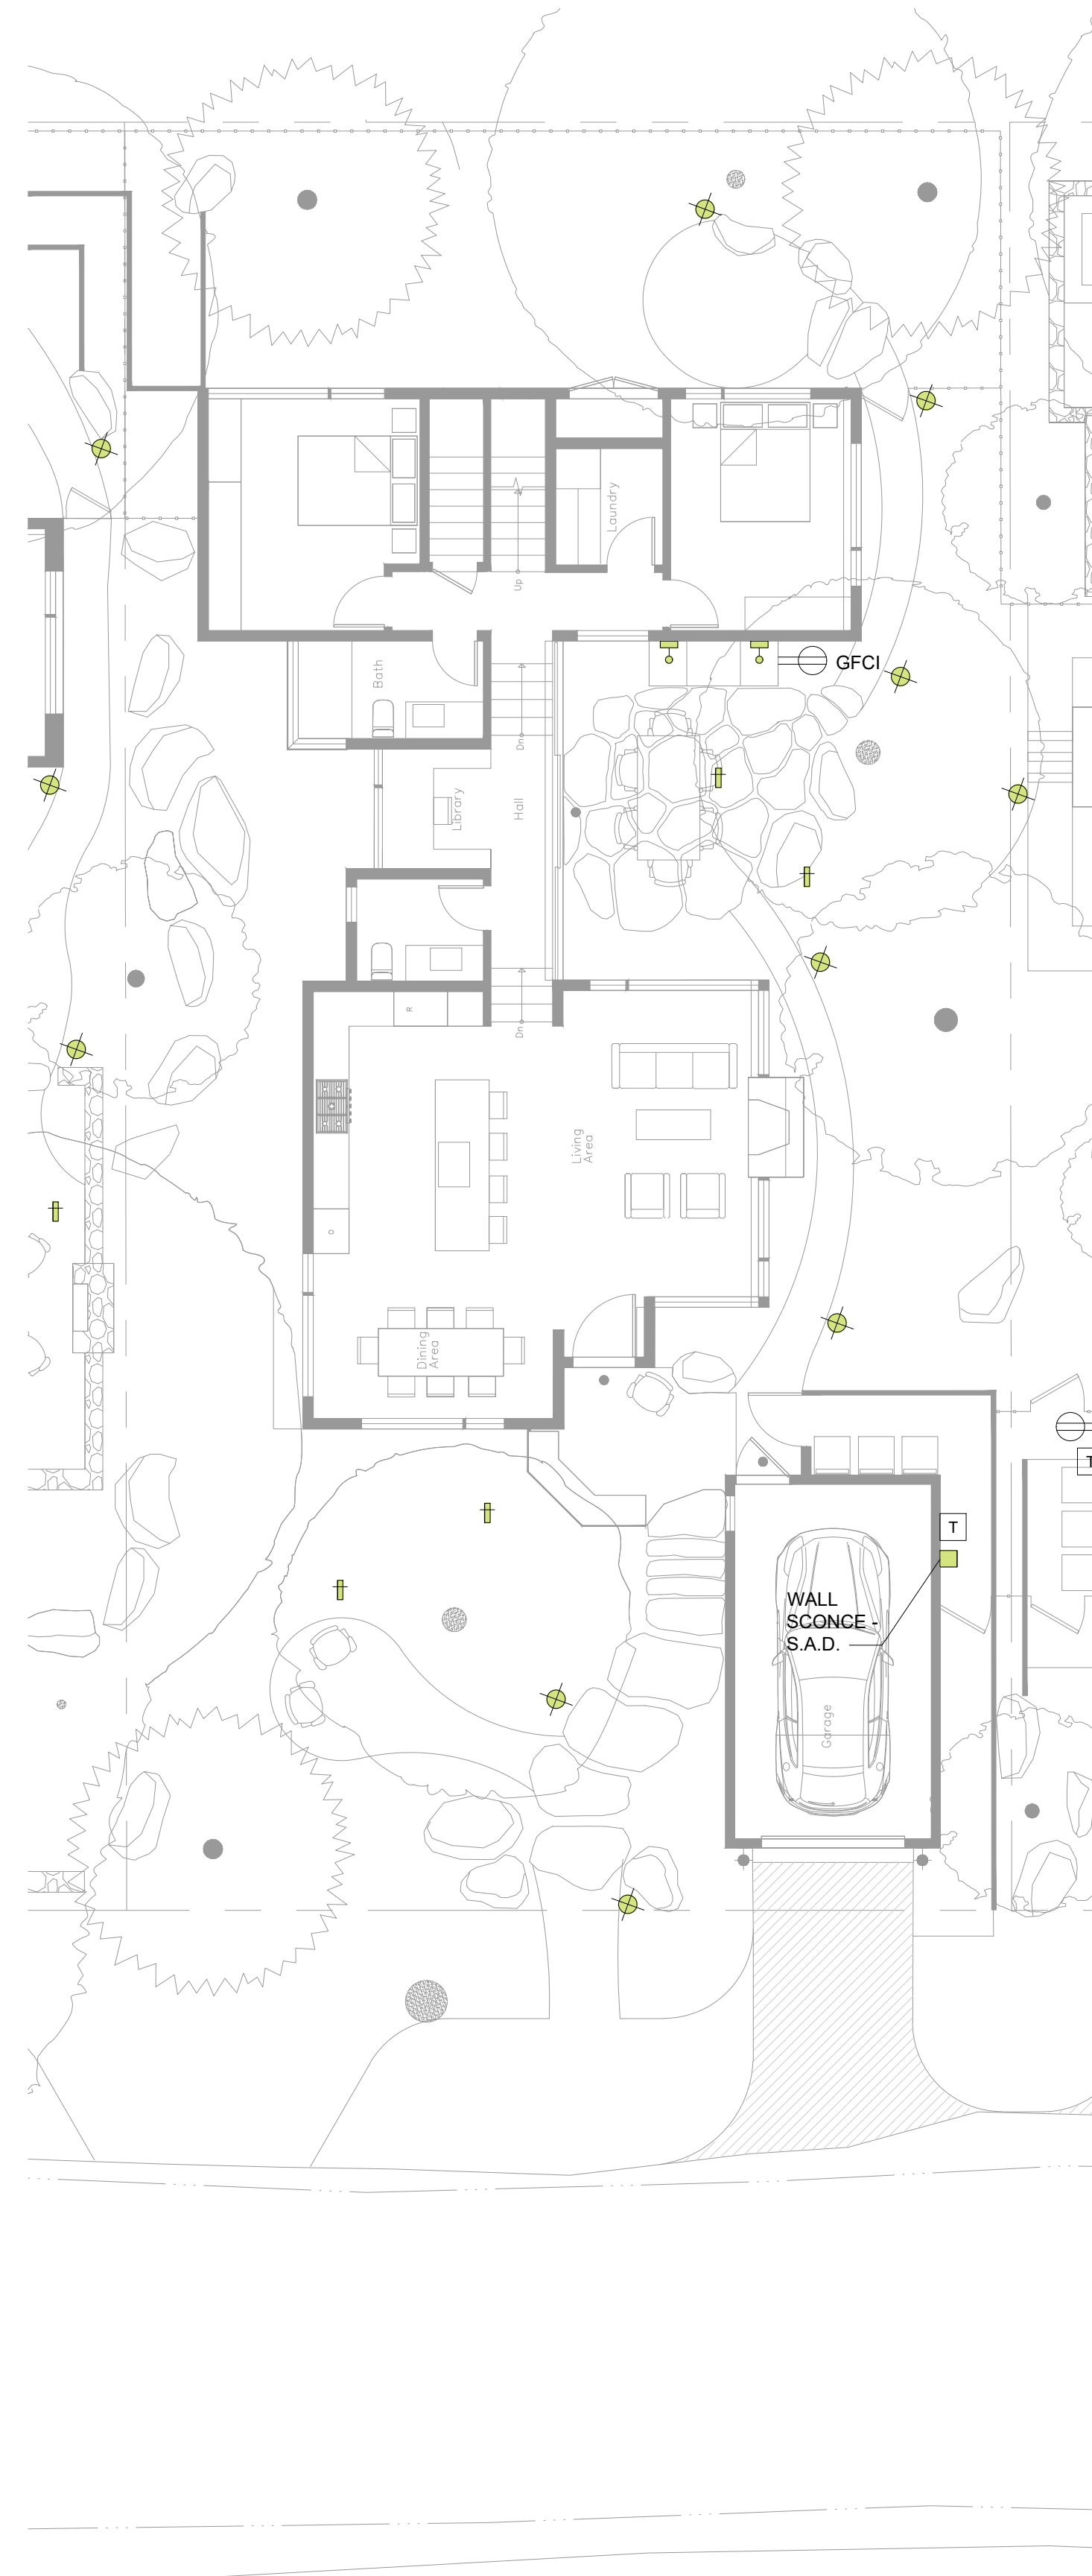 Laundry
Up
GFCI
Bath
Dn
Library
Hall
Dn
R
Living
Area
O
Dining
Area
T
T
WALL
SCONCE -
S.A.D.
Garage